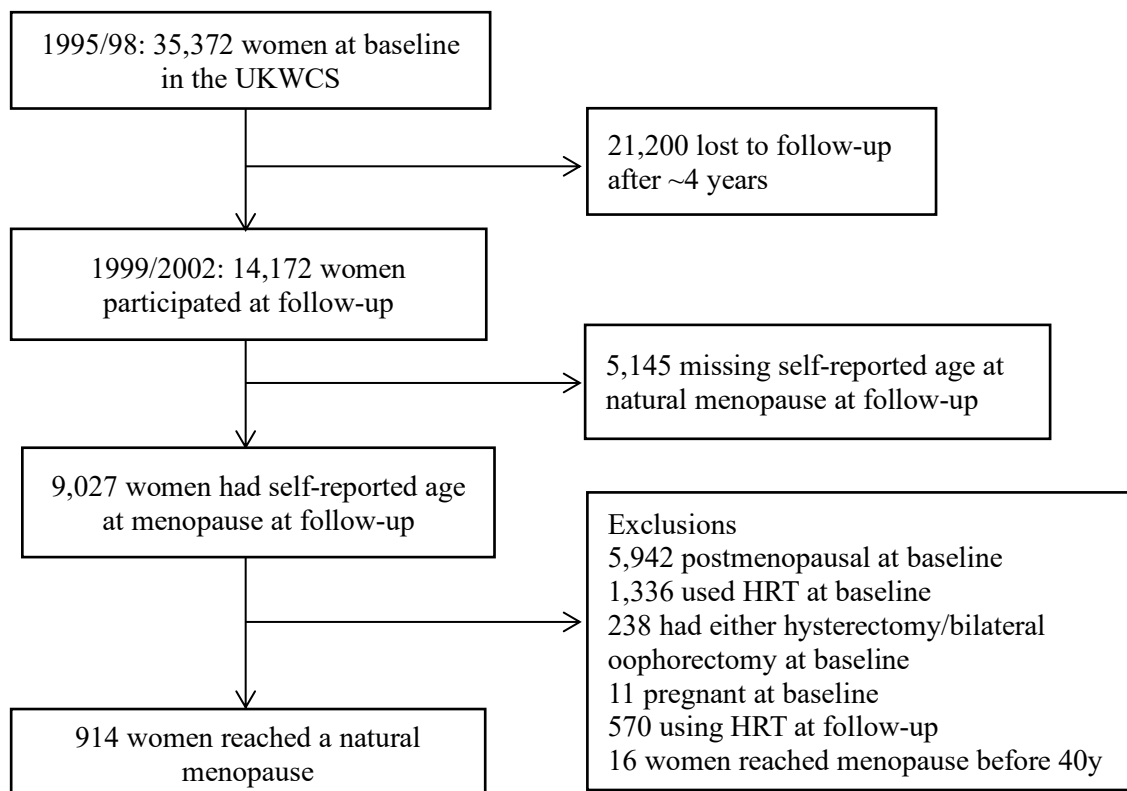 1995/98: 35,372 women at baseline
in the UKWCS
21,200 lost to follow-up
after ~4 years
1999/2002: 14,172 women
participated at follow-up
5,145 missing self-reported age at
natural menopause at follow-up
9,027 women had self-reported age
at menopause at follow-up
Exclusions
5,942 postmenopausal at baseline
1,336 used HRT at baseline
238 had either hysterectomy/bilateral
oophorectomy at baseline
11 pregnant at baseline
570 using HRT at follow-up
16 women reached menopause before 40y
914 women reached a natural
menopause